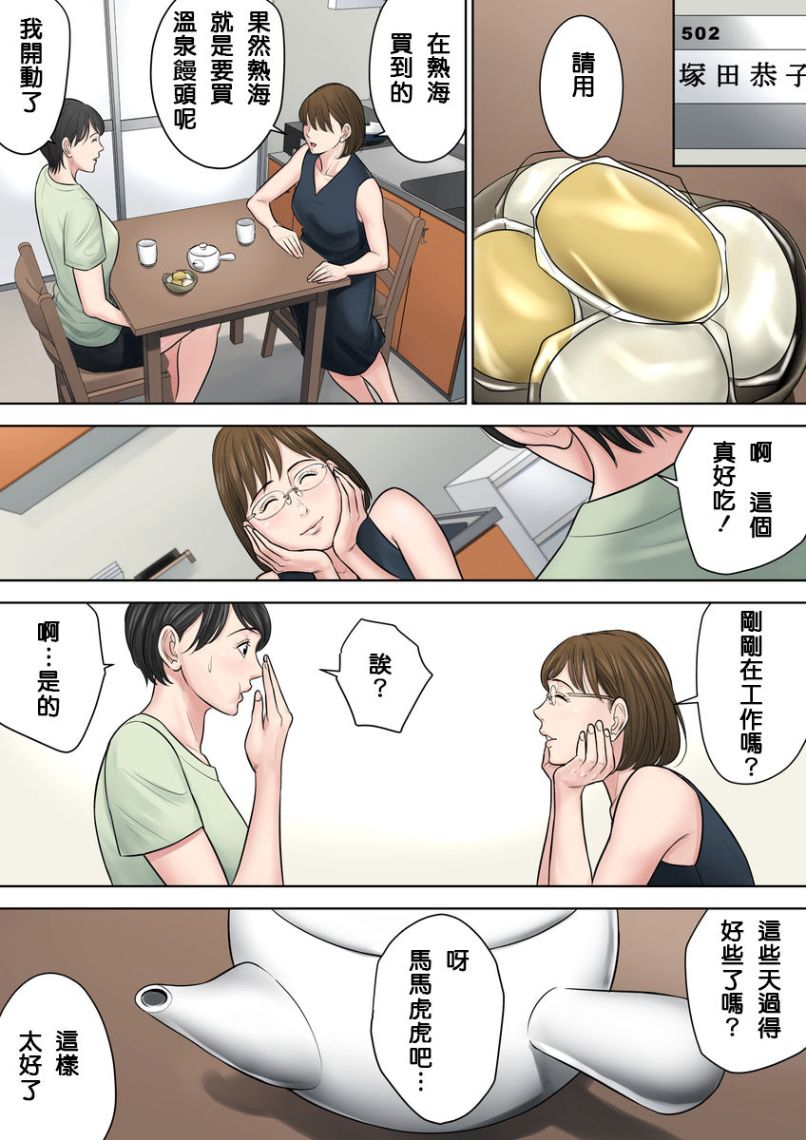 502
塚田恭子
請用
在熱海
買到的
果然熱海
就是要買
溫泉饅頭呢
我開動了
啊 這個
真好吃！
剛剛在工作嗎？
誒？
啊…是的
這些天過得
好些了嗎？
呀
馬馬虎虎吧…
這樣
太好了